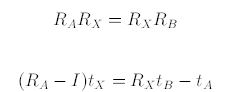 R_A R_X = R_X R_B
(R_A − I)t_X = R_X t_B − t_A